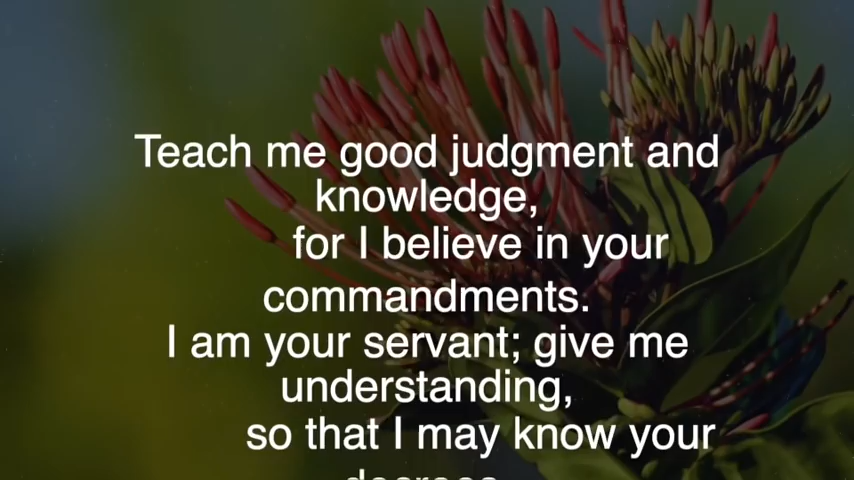 Teach me good judgment and
knowledge,
for I believe in your
commandments.
I am your servant; give me
understanding,
so that I may know your
decrees